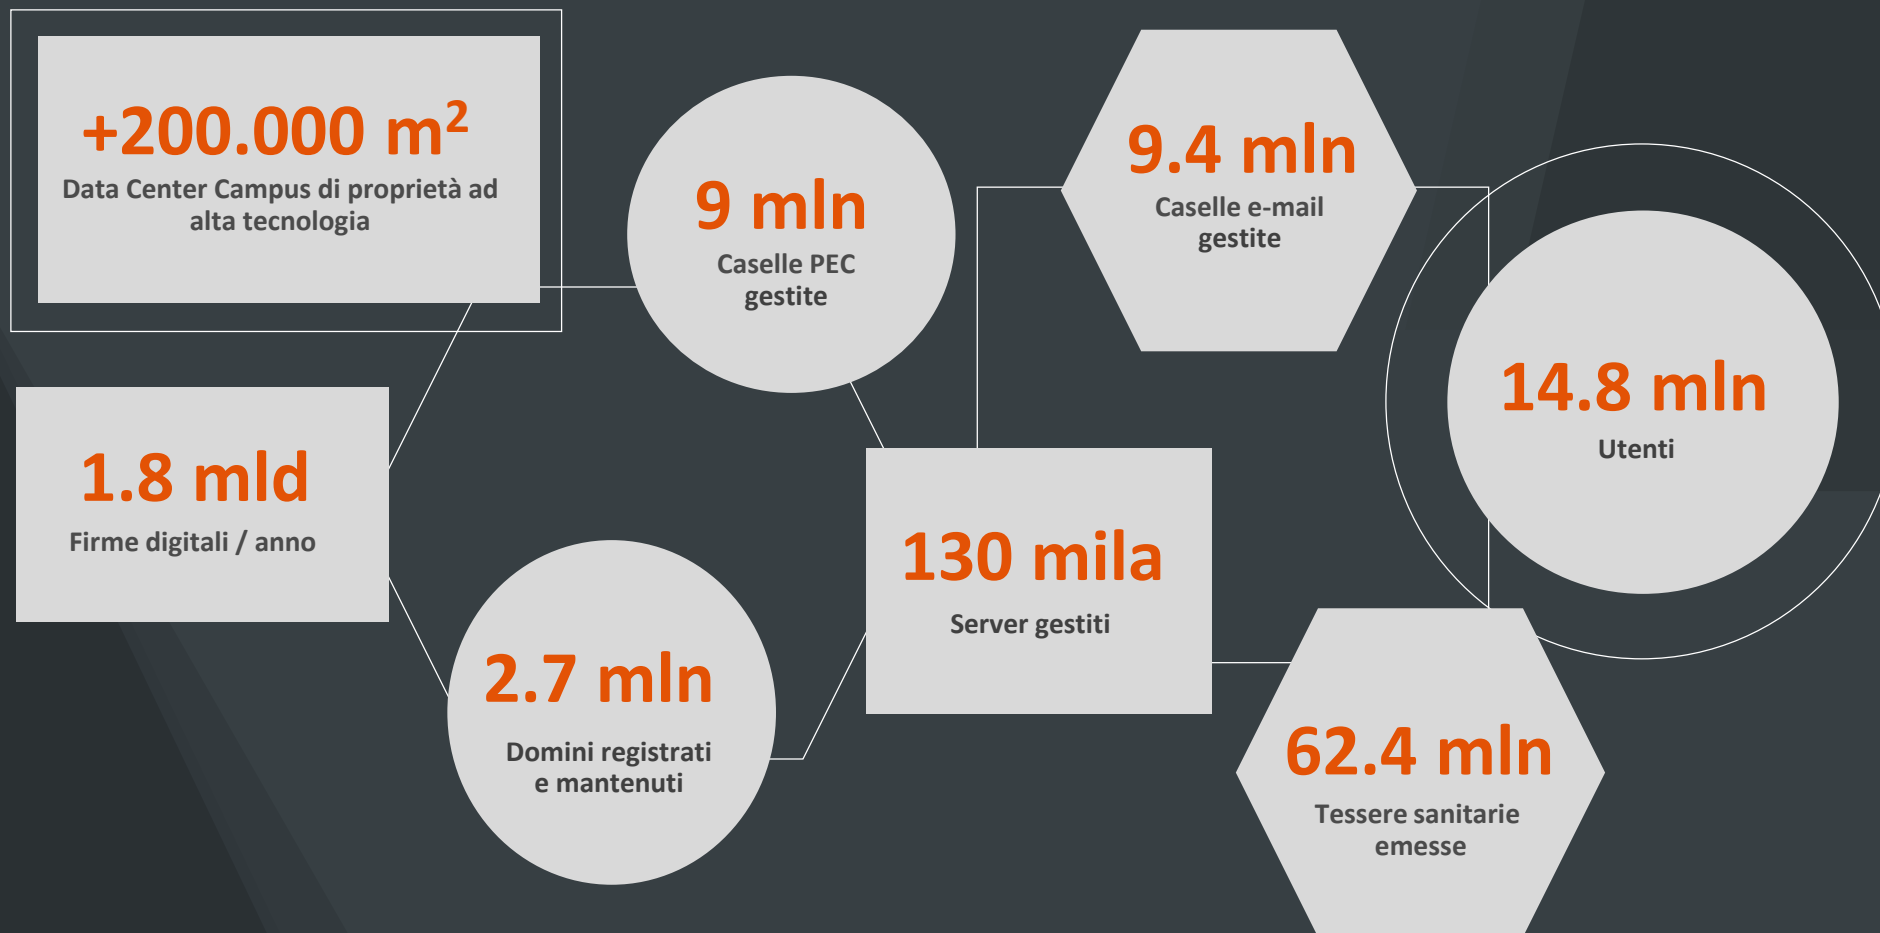 +200.000 m²
Data Center Campus di proprietà ad
alta tecnologia
9 mln
Caselle PEC
gestite
9.4 mln
Caselle e-mail
gestite
14.8 mln
Utenti
1.8 mld
Firme digitali / anno
130 mila
Server gestiti
2.7 mln
Domini registrati
e mantenuti
62.4 mln
Tessere sanitarie
emesse